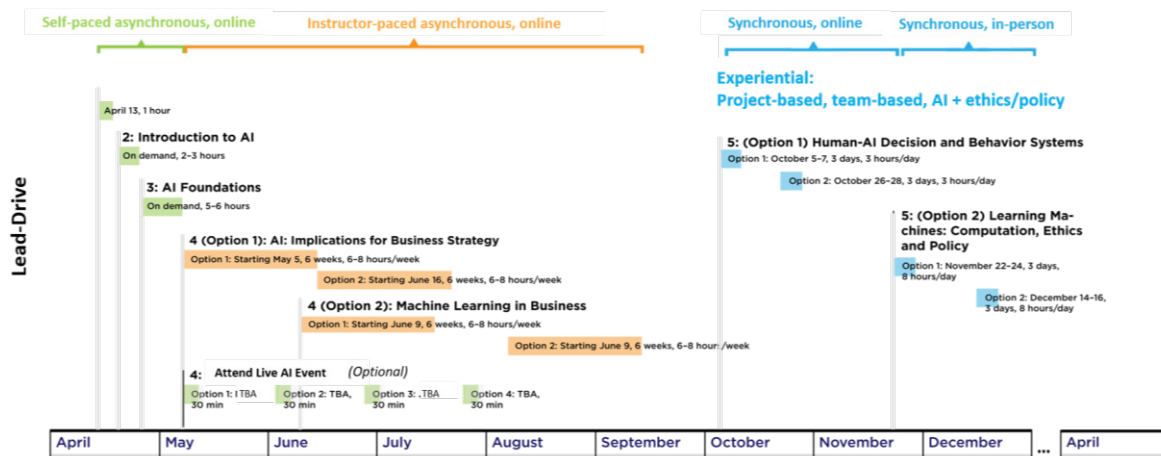 Self-paced asynchronous, online
Instructor-paced asynchronous, online
Synchronous, online
Synchronous, in-person
Experiential:
Project-based, team-based, AI + ethics/policy
Lead-Drive
April 13, 1 hour
2: Introduction to AI
On demand, 2–3 hours
3: AI Foundations
On demand, 5–6 hours
4 (Option 1): AI: Implications for Business Strategy
Option 1: Starting May 5, 6 weeks, 6–8 hours/week
Option 2: Starting June 16, 6 weeks, 6–8 hours/week
4 (Option 2): Machine Learning in Business
Option 1: Starting June 9, 6 weeks, 6–8 hours/week
Option 2: Starting June 9, 6 weeks, 6–8 hours/week
4: Attend Live AI Event (Optional)
Option 1: TBA,
30 min
Option 2: TBA,
30 min
Option 3: TBA
30 min
Option 4: TBA,
30 min
5: (Option 1) Human-AI Decision and Behavior Systems
Option 1: October 5–7, 3 days, 3 hours/day
Option 2: October 26–28, 3 days, 3 hours/day
5: (Option 2) Learning Ma-
chines: Computation, Ethics
and Policy
Option 1: November 22–24, 3 days,
8 hours/day
Option 2: December 14–16,
3 days, 8 hours/day
April
May
June
July
August
September
October
November
December
...
April